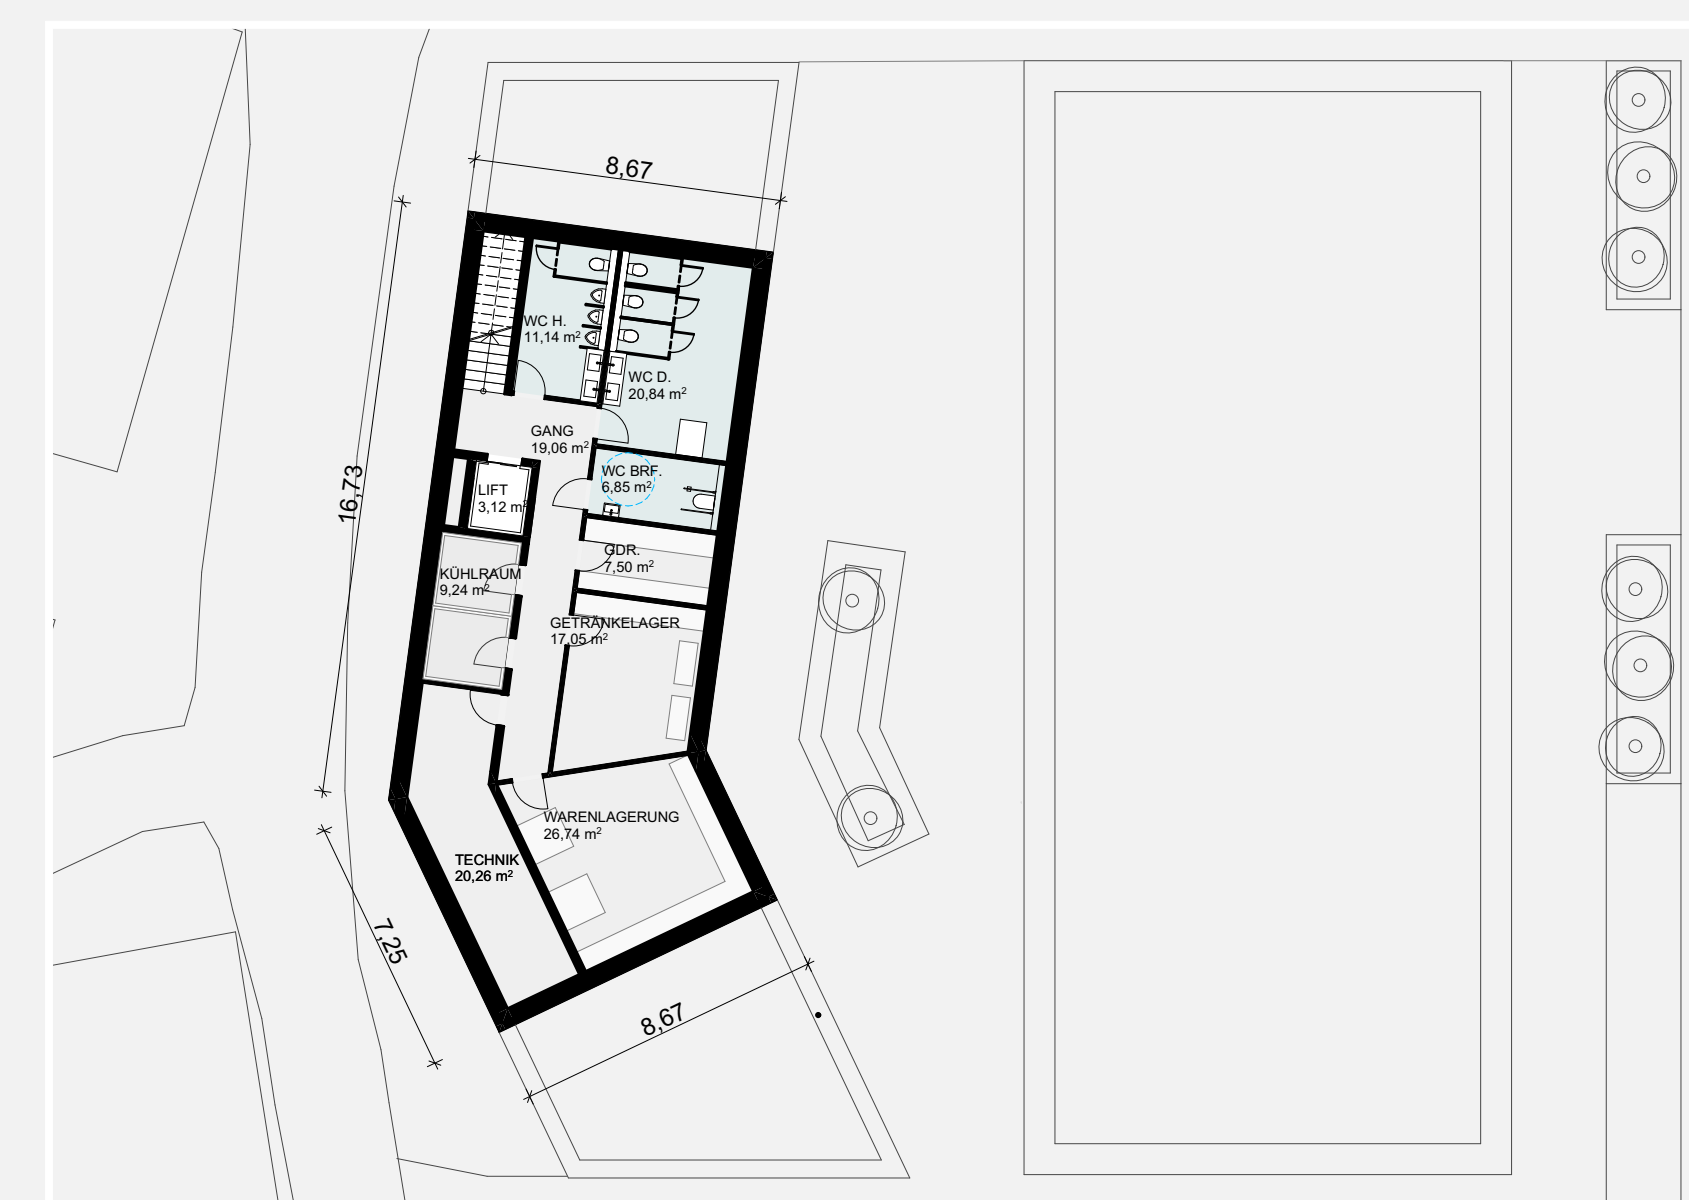 8,67
WC H.
11,14 m²
WC D.
20,84 m²
GANG
19,06 m²
WC BRF.
6,85 m²
LIFT
3,12 m²
16,73
GDR.
7,50 m²
KÜHLRAUM
9,24 m²
GETRÄNKELAGER
17,05 m²
WARENLAGERUNG
26,74 m²
TECHNIK
20,26 m²
7,25
8,67